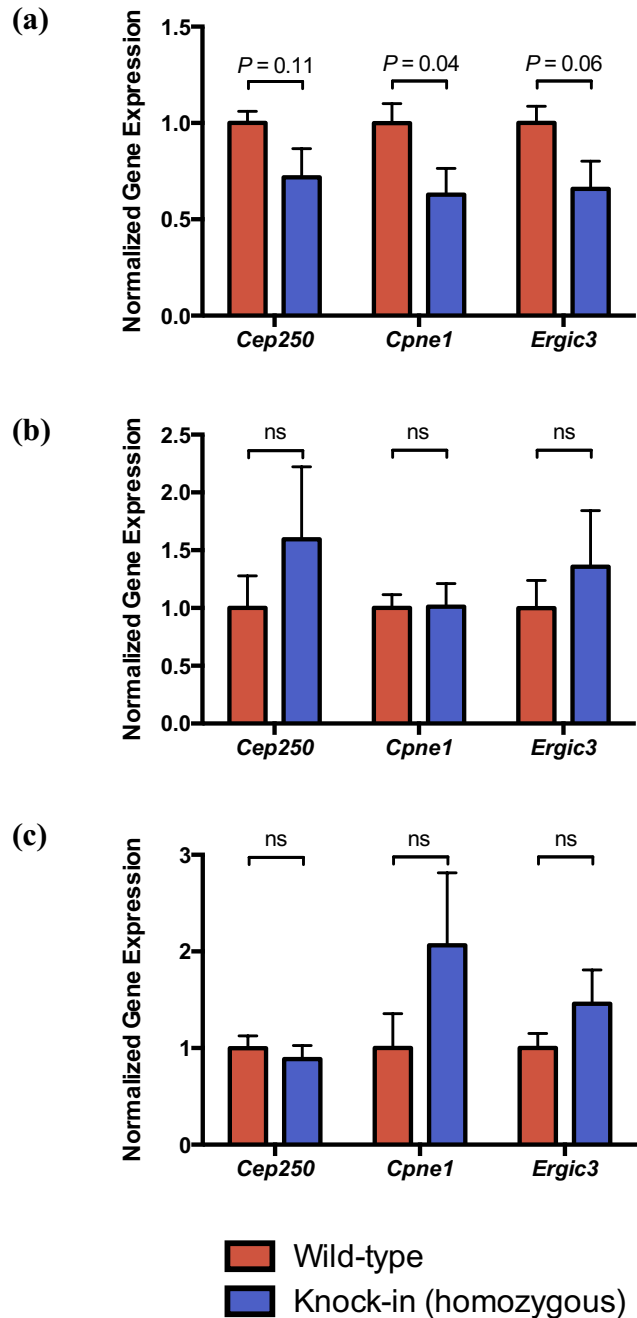 (a)
Normalized Gene Expression
1.5
1.0
0.5
0.0
P = 0.11
P = 0.04
P = 0.06
Cep250
Cpne1
Ergic3
(b)
Normalized Gene Expression
2.5
2.0
1.5
1.0
0.5
0.0
ns
ns
ns
Cep250
Cpne1
Ergic3
(c)
Normalized Gene Expression
3
2
1
0
ns
ns
ns
Cep250
Cpne1
Ergic3
Wild-type
Knock-in (homozygous)